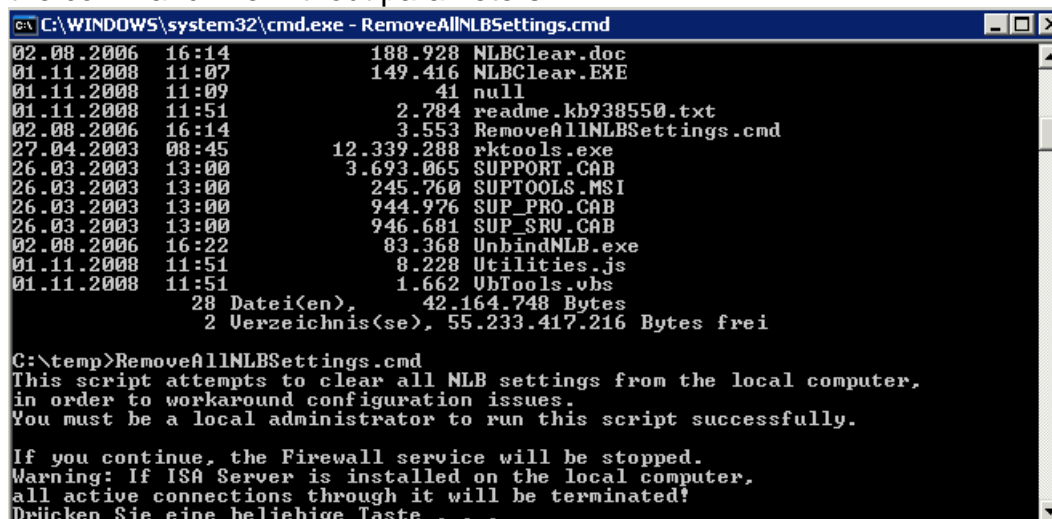 C:\WINDOWS\system32\cmd.exe - RemoveAllNLBSettings.cmd
02.08.2006  16:14           188.928 NLBClear.doc
01.11.2008  11:07           149.416 NLBClear.EXE
01.11.2008  11:09                41 null
01.11.2008  11:51             2.784 readme.kb938550.txt
02.08.2006  16:14             3.553 RemoveAllNLBSettings.cmd
27.04.2003  08:45        12.339.288 rktools.exe
26.03.2003  13:00         3.693.065 SUPPORT.CAB
26.03.2003  13:00           245.760 SUPTOOLS.MSI
26.03.2003  13:00           944.976 SUP_PRO.CAB
26.03.2003  13:00           946.681 SUP_SRV.CAB
02.08.2006  16:22            83.368 UnbindNLB.exe
01.11.2008  11:51             8.228 Utilities.js
01.11.2008  11:51             1.662 VbTools.vbs
28 Datei(en),     42.164.748 Bytes
2 Verzeichnis(se), 55.233.417.216 Bytes frei
C:\temp>RemoveAllNLBSettings.cmd
This script attempts to clear all NLB settings from the local computer,
in order to workaround configuration issues.
You must be a local administrator to run this script successfully.
If you continue, the Firewall service will be stopped.
Warning: If ISA Server is installed on the local computer,
all active connections through it will be terminated!
Drücken Sie eine beliebige Taste . . .